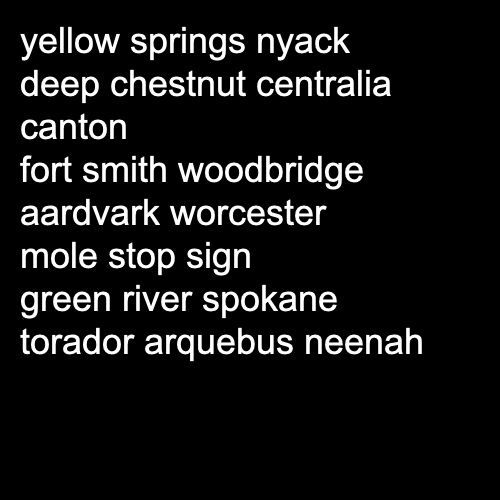 yellow springs nyack
deep chestnut centralia
canton
fort smith woodbridge
aardvark worcester
mole stop sign
green river spokane
torador arquebus neenah